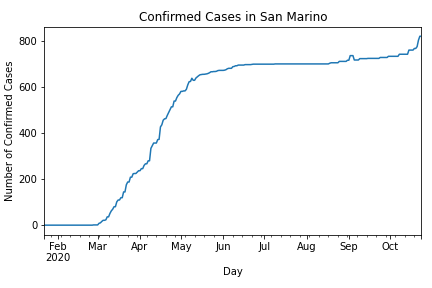 Confirmed Cases in San Marino
Number of Confirmed Cases
800
600
400
200
0
Feb Mar Apr May Jun Jul Aug Sep Oct
2020
Day